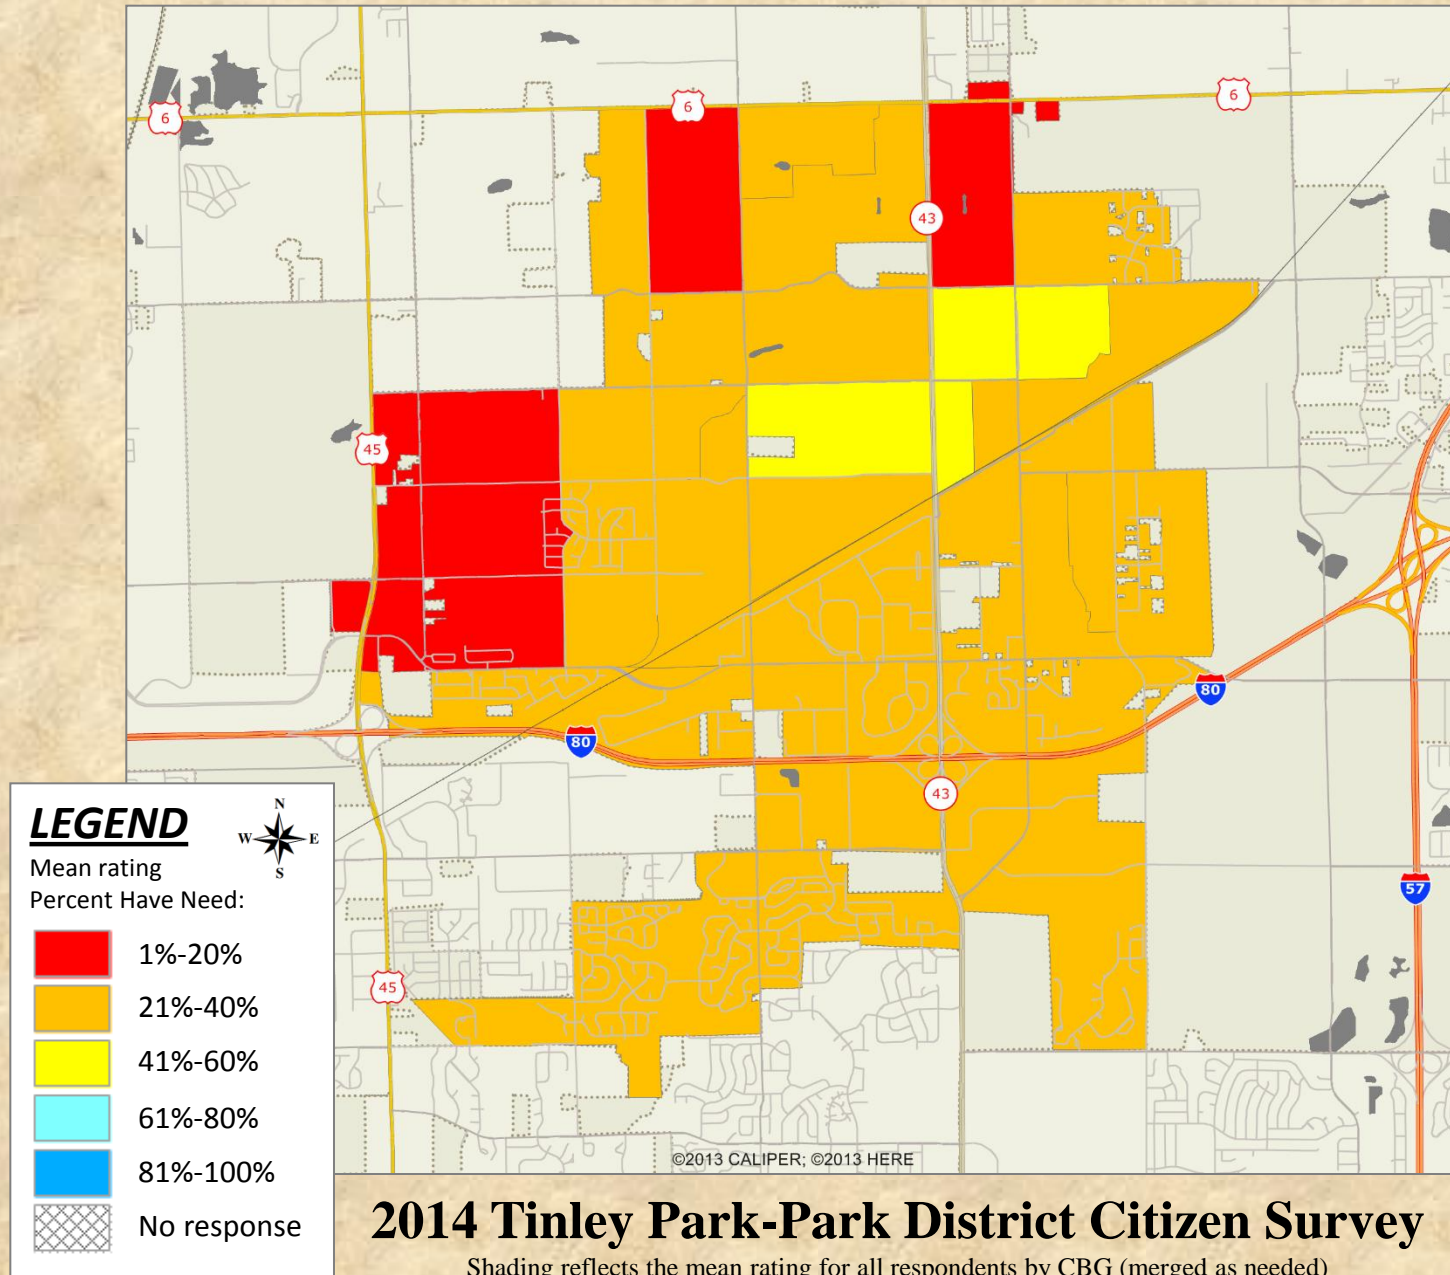 6
6
6
43
45
80
80
43
57
45
LEGEND
N
W
E
S
Mean rating
Percent Have Need:
1%-20%
21%-40%
41%-60%
61%-80%
81%-100%
No response
©2013 CALIPER; ©2013 HERE
2014 Tinley Park-Park District Citizen Survey
Shading reflects the mean rating for all respondents by CBG (merged as needed)